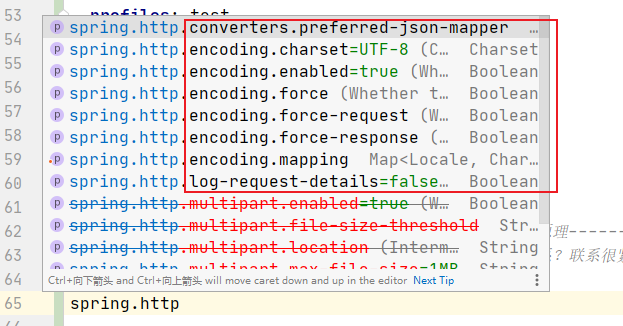 53
profiles: test
54 spring.http.converters.preferred-json-mapper …
55 spring.http.encoding.charset=UTF-8 (C… Charset
56 spring.http.encoding.enabled=true (Wh… Boolean
spring.http.encoding.force (Whether t… Boolean
57 spring.http.encoding.force-request (W… Boolean
58 spring.http.encoding.force-response (… Boolean
59 spring.http.encoding.mapping Map<Locale, Char…
60 spring.http.log-request-details=false… Boolean
61 spring.http.multipart.enabled=true (W… Boolean
62 spring.http.multipart.file-size-threshold Str… 理------
63 spring.http.multipart.location (Interm… String ? 联系很紧
spring.http.multipart.max-file-size=1MB String
64 Ctrl+向下箭头 and Ctrl+向上箭头 will move caret down and up in the editor Next Tip
65 spring.http